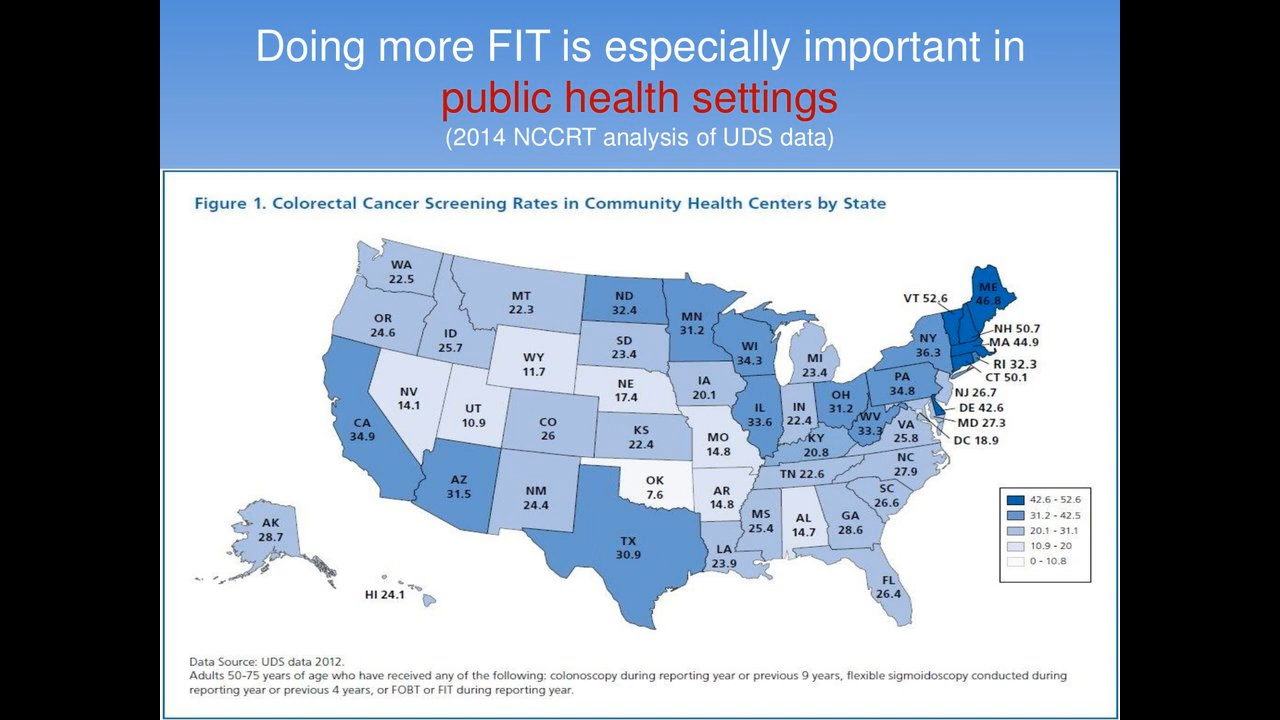 Doing more FIT is especially important in
public health settings
(2014 NCCRT analysis of UDS data)
Figure 1. Colorectal Cancer Screening Rates in Community Health Centers by State
WA
22.5
OR
24.6
ID
25.7
MT
22.3
ND
32.4
MN
31.2
SD
23.4
WY
11.7
NE
17.4
IA
20.1
WI
34.3
MI
23.4
NY
36.3
VT 52.6
ME
46.8
NH 50.7
MA 44.9
RI 32.3
CT 50.1
NJ 26.7
DE 42.6
MD 27.3
DC 18.9
PA
34.8
OH
31.2
IN
22.4
IL
33.6
WV
33.3
VA
25.8
KY
20.8
NV
14.1
UT
10.9
CO
26
KS
22.4
MO
14.8
CA
34.9
AZ
31.5
NM
24.4
OK
7.6
AR
14.8
TN 22.6
NC
27.9
SC
26.6
MS
25.4
AL
14.7
GA
28.6
TX
30.9
LA
23.9
FL
26.4
AK
28.7
HI 24.1
42.6 - 52.6
31.2 - 42.5
20.1 - 31.1
10.9 - 20
0 - 10.8
Data Source: UDS data 2012.
Adults 50-75 years of age who have received any of the following: colonoscopy during reporting year or previous 9 years, flexible sigmoidoscopy conducted during
reporting year or previous 4 years, or FOBT or FIT during reporting year.